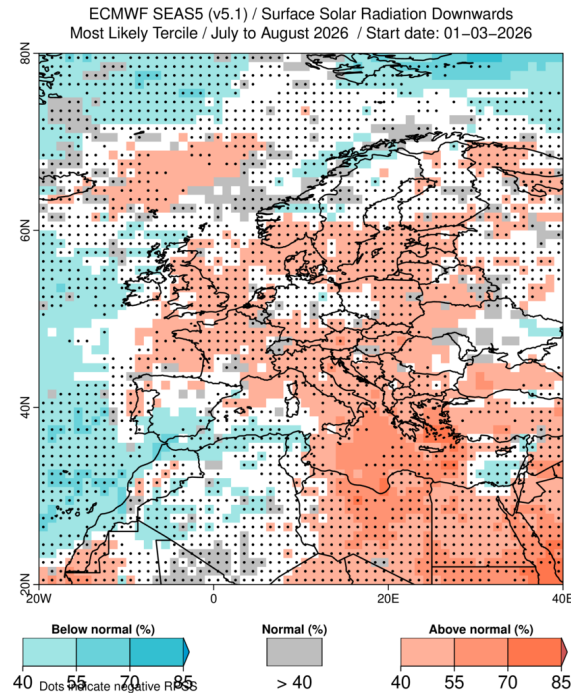 ECMWF SEAS5 (v5.1) / Surface Solar Radiation Downwards
Most Likely Tercile / July to August 2026 / Start date: 01−03−2026
80N
60N
40N
20N
20W 0 20E 40E
Below normal (%) Normal (%) Above normal (%)
40 55 70 85 > 40 40 55 70 85
Dots indicate negative RPSS